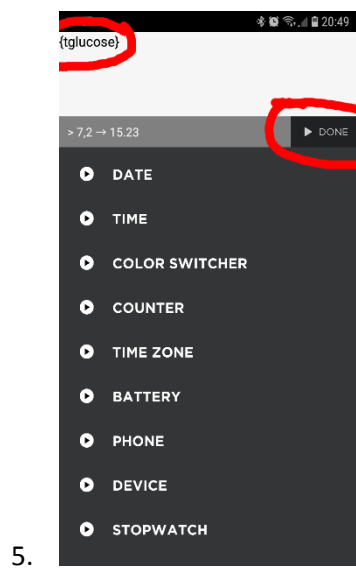 20:49
{tglucose}
> 7,2 → 15.23
DONE
DATE
TIME
COLOR SWITCHER
COUNTER
TIME ZONE
BATTERY
PHONE
DEVICE
5. STOPWATCH